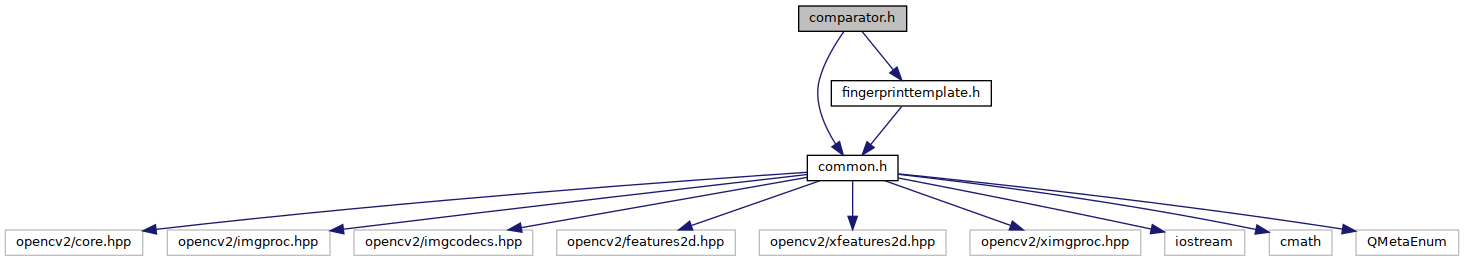 comparator.h
fingerprinttemplate.h
common.h
opencv2/core.hpp
opencv2/imgproc.hpp
opencv2/imgcodecs.hpp
opencv2/features2d.hpp
opencv2/xfeatures2d.hpp
opencv2/ximgproc.hpp
iostream
cmath
QMetaEnum